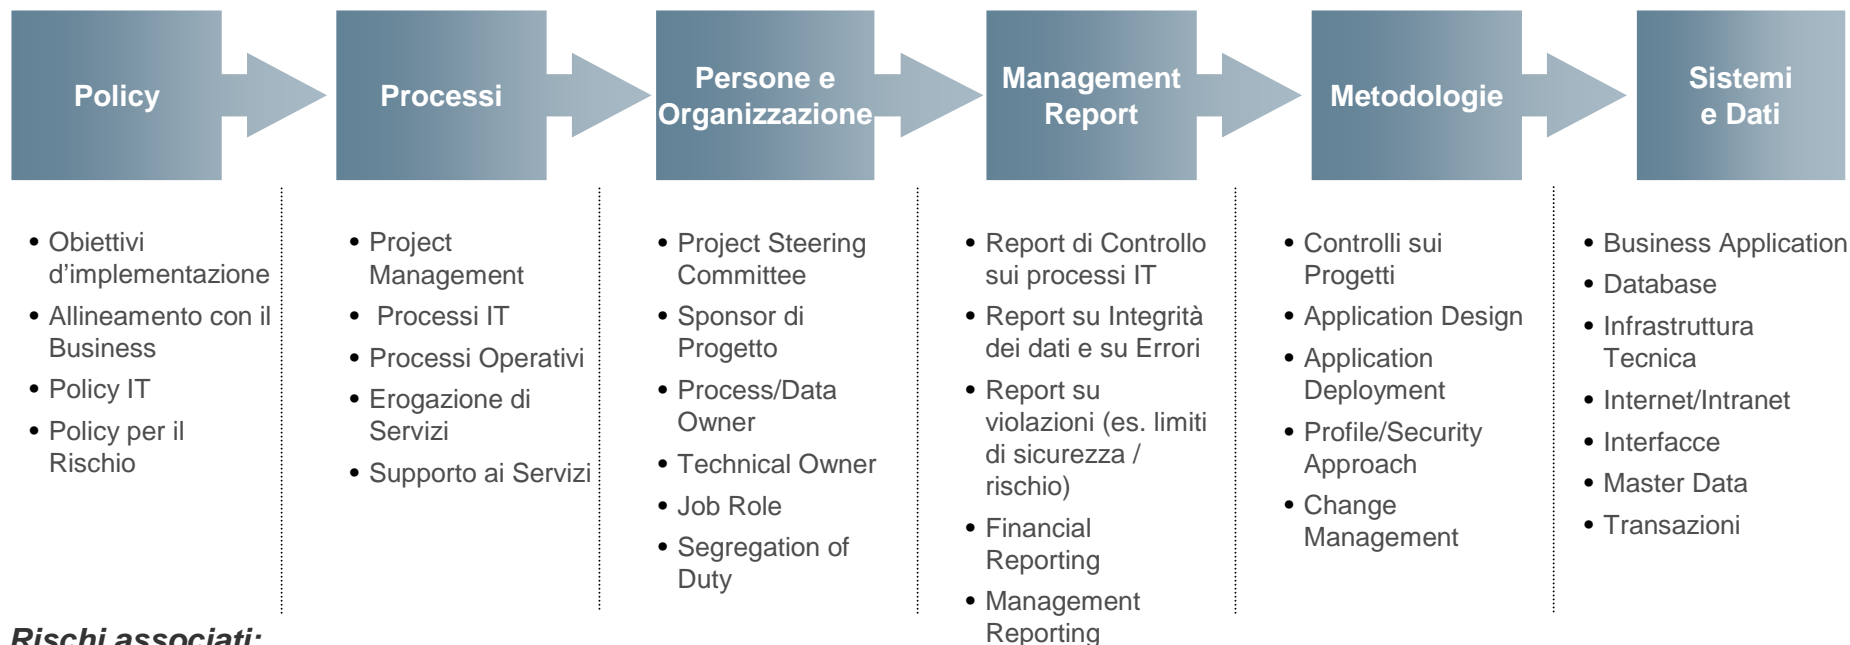 Policy
Processi
Persone e
Organizzazione
Management
Report
Metodologie
Sistemi
e Dati
• Obiettivi
d’implementazione
• Allineamento con il
Business
• Policy IT
• Policy per il
Rischio
• Project
Management
• Processi IT
• Processi Operativi
• Erogazione di
Servizi
• Supporto ai Servizi
• Project Steering
Committee
• Sponsor di
Progetto
• Process/Data
Owner
• Technical Owner
• Job Role
• Segregation of
Duty
• Report di Controllo
sui processi IT
• Report su Integrità
dei dati e su Errori
• Report su
violazioni (es. limiti
di sicurezza /
rischio)
• Financial
Reporting
• Management
Reporting
• Controlli sui
Progetti
• Application Design
• Application
Deployment
• Profile/Security
Approach
• Change
Management
• Business Application
• Database
• Infrastruttura
Tecnica
• Internet/Intranet
• Interfacce
• Master Data
• Transazioni
Rischi associati: